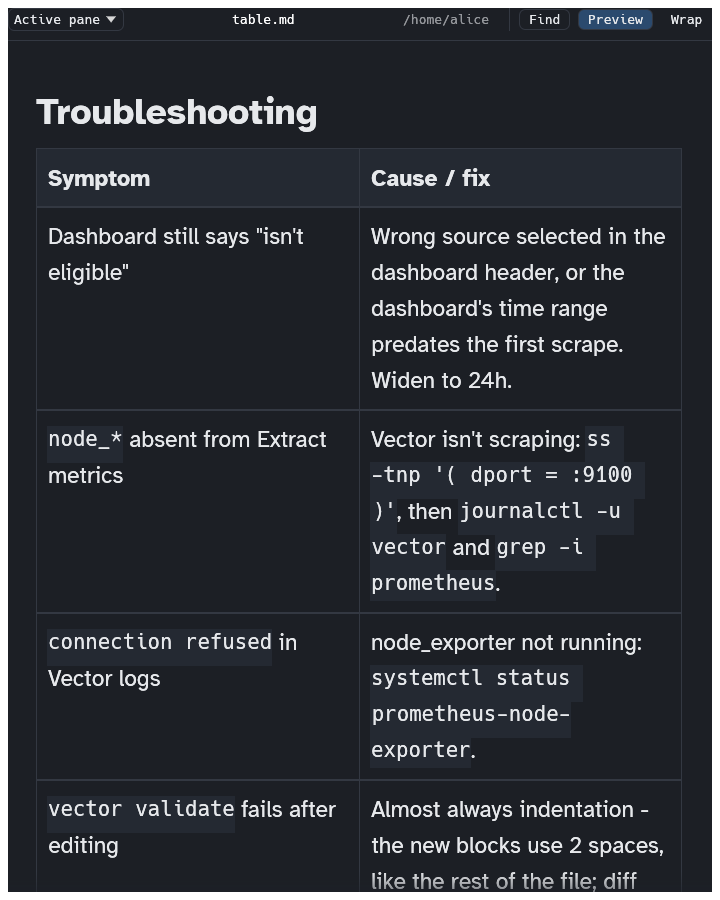 Active pane table.md /home/alice Find Preview Wrap
Troubleshooting
Symptom
Cause / fix
Dashboard still says "isn't
eligible"
Wrong source selected in the
dashboard header, or the
dashboard's time range
predates the first scrape.
Widen to 24h.
node_* absent from Extract
metrics
Vector isn't scraping: ss
-tnp '( dport = :9100
)', then journalctl -u
vector and grep -i
prometheus.
connection refused in
Vector logs
node_exporter not running:
systemctl status
prometheus-node-
exporter.
vector validate fails after
editing
Almost always indentation -
the new blocks use 2 spaces,
like the rest of the file; diff